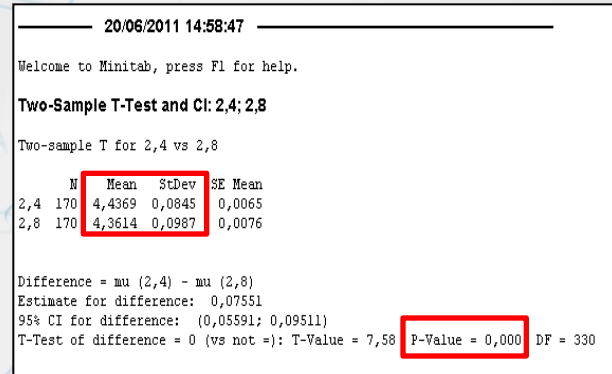 20/06/2011 14:58:47
Welcome to Minitab, press F1 for help.
Two-Sample T-Test and CI: 2,4; 2,8
Two-sample T for 2,4 vs 2,8
N Mean StDev SE Mean
2,4 170 4,4369 0,0845 0,0065
2,8 170 4,3614 0,0987 0,0076
Difference = mu (2,4) - mu (2,8)
Estimate for difference: 0,07551
95% CI for difference: (0,05591; 0,09511)
T-Test of difference = 0 (vs not =): T-Value = 7,58 P-Value = 0,000 DF = 330